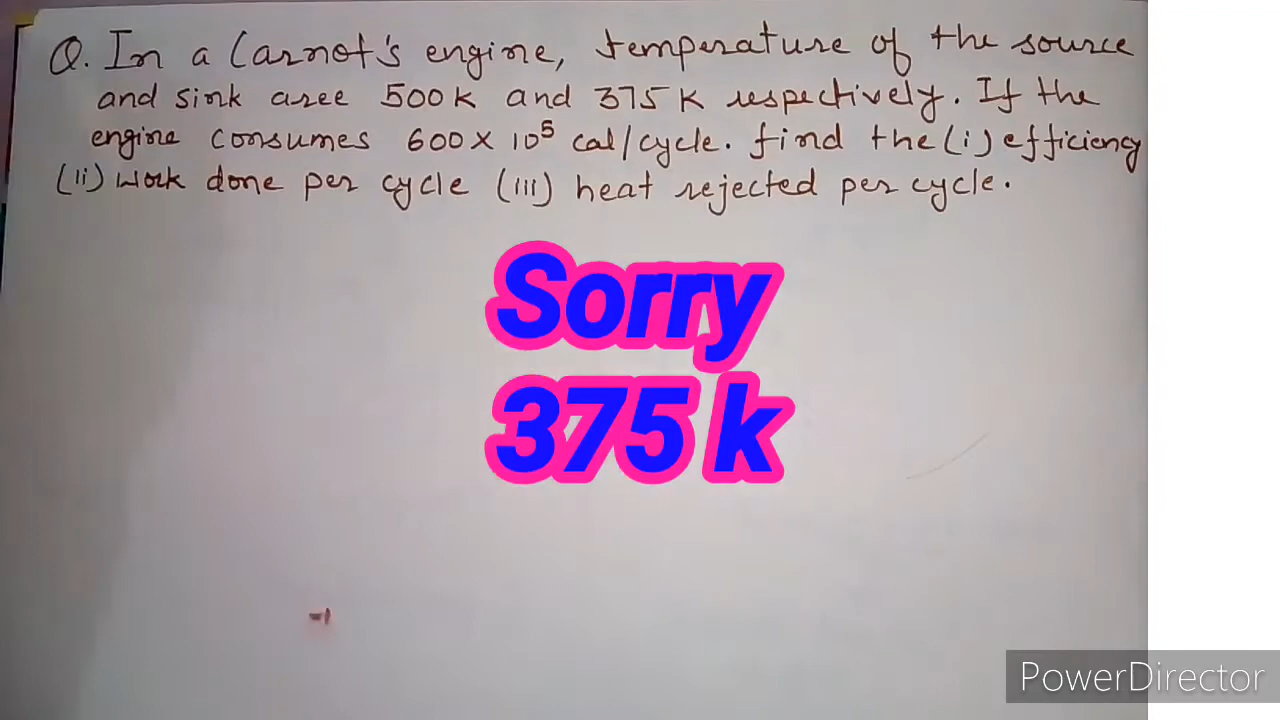 Q. In a Carnot's engine, temperature of the source
and sink aree 500K and 375K respectively. If the
engine consumes 600 × 10⁵ cal/cycle. find the (i) efficiency
(ii) work done per cycle (iii) heat rejected per cycle.
Sorry
375 k
PowerDirector